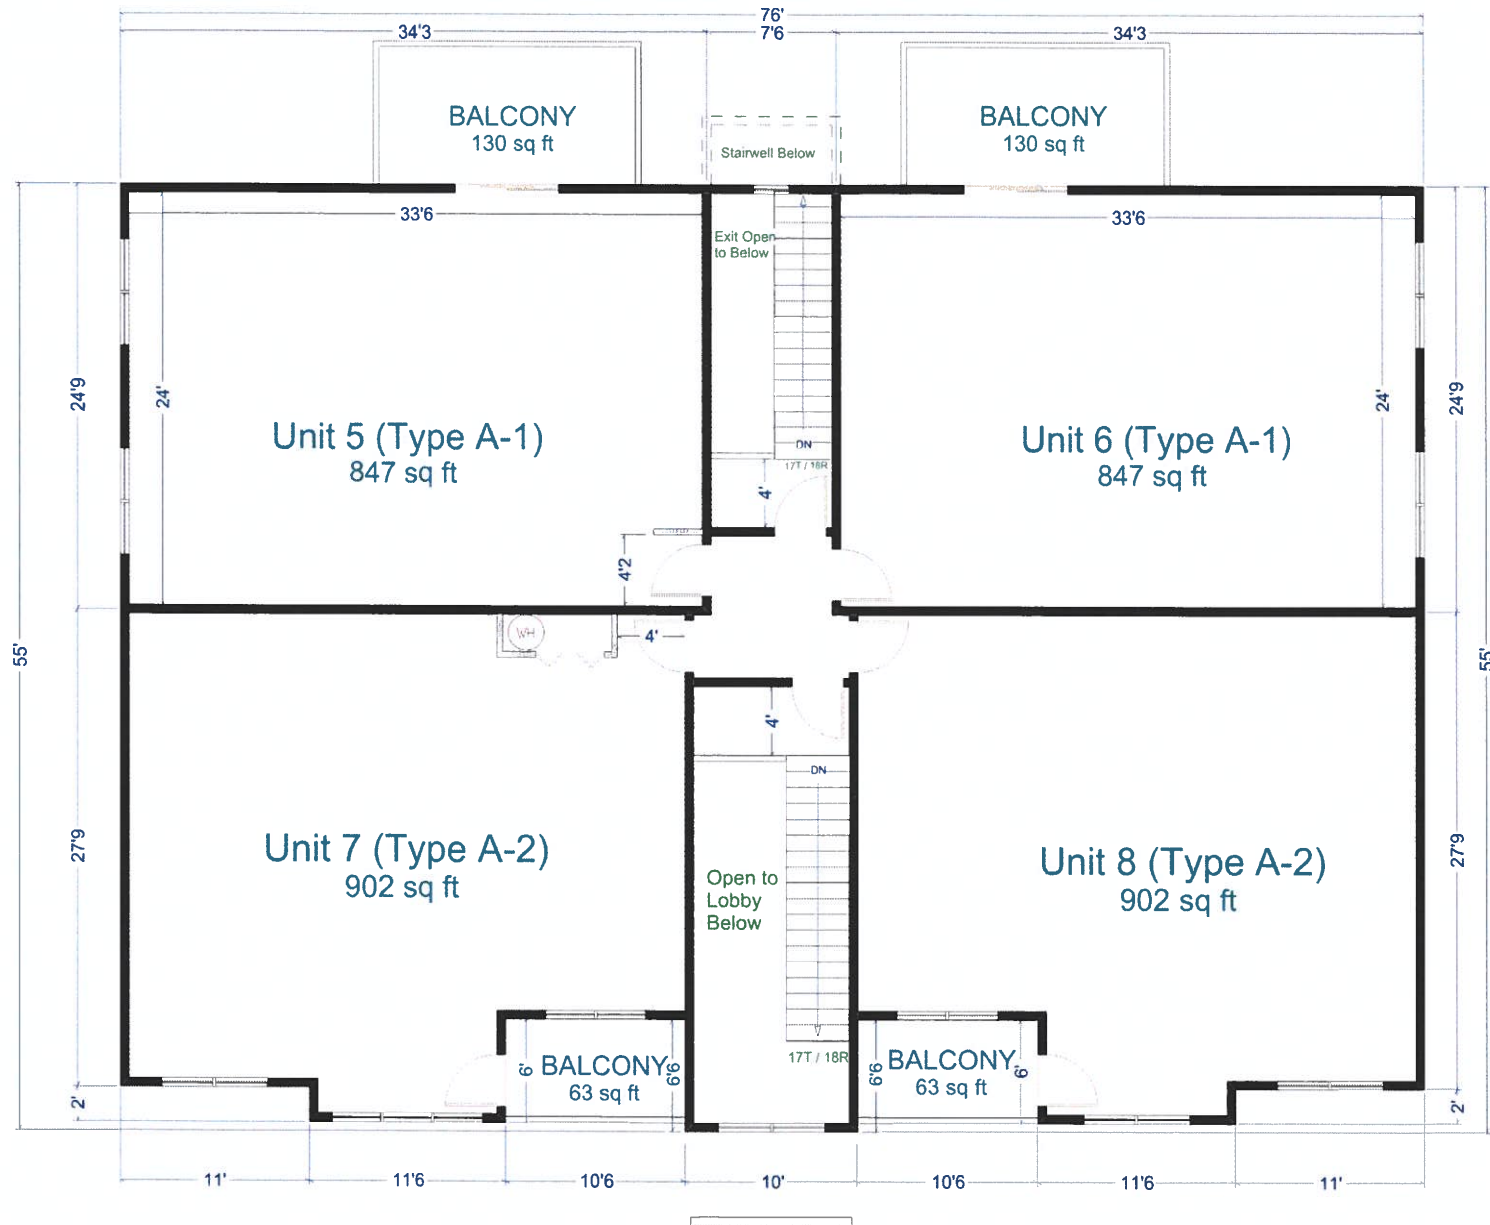 76'
34'3
7'6
34'3
BALCONY
130 sq ft
BALCONY
130 sq ft
Stairwell Below
33'6
33'6
Exit Open
to Below
24'9
24'
24'
24'9
Unit 5 (Type A-1)
847 sq ft
Unit 6 (Type A-1)
847 sq ft
DN
17T / 18R
4'
4'2
WH
4'
55'
55'
4'
DN
27'9
27'9
Unit 7 (Type A-2)
902 sq ft
Unit 8 (Type A-2)
902 sq ft
Open to
Lobby
Below
17T / 18R
6'
BALCONY
63 sq ft
6'6
6'6
BALCONY
63 sq ft
6'
2'
2'
11'
11'6
10'6
10'
10'6
11'6
11'